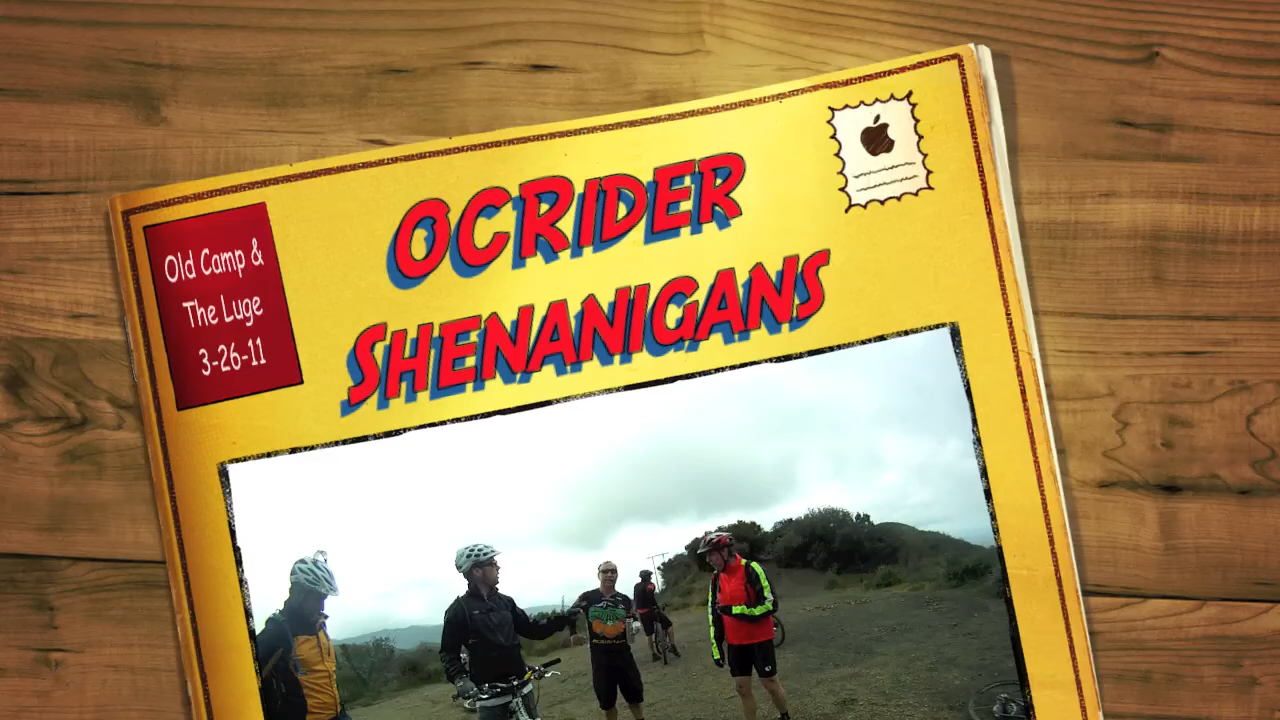 Old Camp &
The Luge
3-26-11
OCRIDER
SHENANIGANS